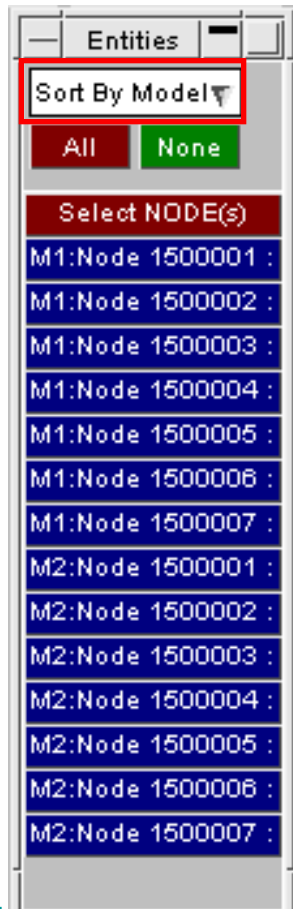 Entities
Sort By Model
All None
Select NODE(s)
M1:Node 1500001 :
M1:Node 1500002 :
M1:Node 1500003 :
M1:Node 1500004 :
M1:Node 1500005 :
M1:Node 1500006 :
M1:Node 1500007 :
M2:Node 1500001 :
M2:Node 1500002 :
M2:Node 1500003 :
M2:Node 1500004 :
M2:Node 1500005 :
M2:Node 1500006 :
M2:Node 1500007 :